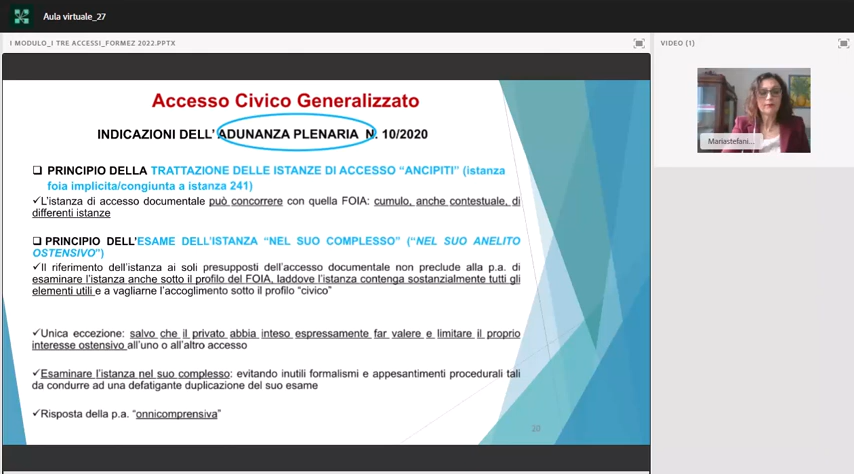 Aula virtuale_27
I MODULO_I TRE ACCESSI_FORMEZ 2022.PPTX
VIDEO (1)
Accesso Civico Generalizzato
INDICAZIONI DELL’ADUNANZA PLENARIA N. 10/2020
❑ PRINCIPIO DELLA TRATTAZIONE DELLE ISTANZE DI ACCESSO “ANCIPITI” (istanza
foia implicita/congiunta a istanza 241)
✓L’istanza di accesso documentale può concorrere con quella FOIA: cumulo, anche contestuale, di
differenti istanze
❑ PRINCIPIO DELL’ESAME DELL’ISTANZA “NEL SUO COMPLESSO” (“NEL SUO ANELITO
OSTENSIVO”)
✓Il riferimento dell’istanza ai soli presupposti dell’accesso documentale non preclude alla p.a. di
esaminare l’istanza anche sotto il profilo del FOIA, laddove l’istanza contenga sostanzialmente tutti gli
elementi utili e a vagliarne l’accoglimento sotto il profilo “civico”
✓Unica eccezione: salvo che il privato abbia inteso espressamente far valere e limitare il proprio
interesse ostensivo all’uno o all’altro accesso
✓Esaminare l’istanza nel suo complesso: evitando inutili formalismi e appesantimenti procedurali tali
da condurre ad una defatigante duplicazione del suo esame
✓Risposta della p.a. “onnicomprensiva”
20
Mariastefani...